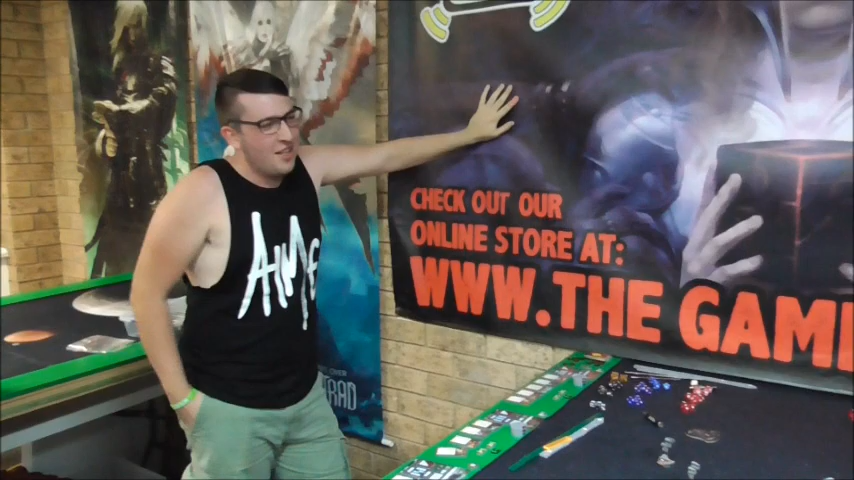 AIME
CHECK OUT OUR
ONLINE STORE AT:
WWW.THE GAM